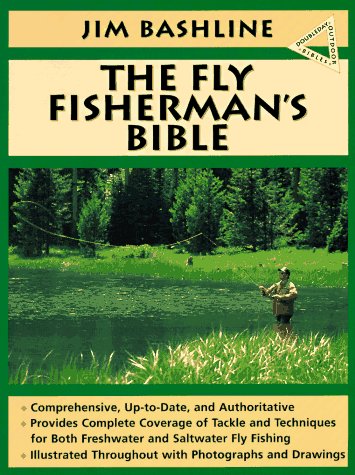 JIM BASHLINE
DOUBLEDAY OUTDOOR
BIBLES
THE FLY
FISHERMAN'S
BIBLE
Comprehensive, Up-to-Date, and Authoritative
Provides Complete Coverage of Tackle and Techniques
for Both Freshwater and Saltwater Fly Fishing
Illustrated Throughout with Photographs and Drawings